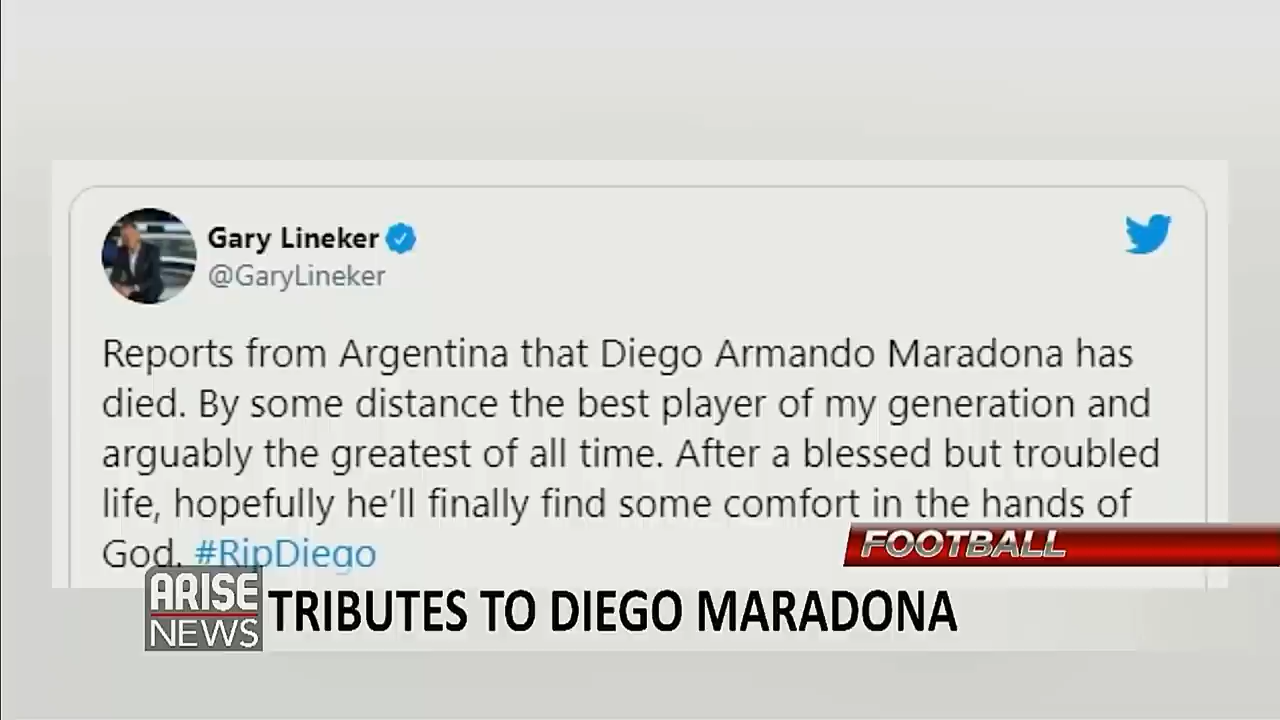 Gary Lineker
@GaryLineker
Reports from Argentina that Diego Armando Maradona has
died. By some distance the best player of my generation and
arguably the greatest of all time. After a blessed but troubled
life, hopefully he'll finally find some comfort in the hands of
God. #RipDiego
FOOTBALL
ARISE
NEWS
TRIBUTES TO DIEGO MARADONA